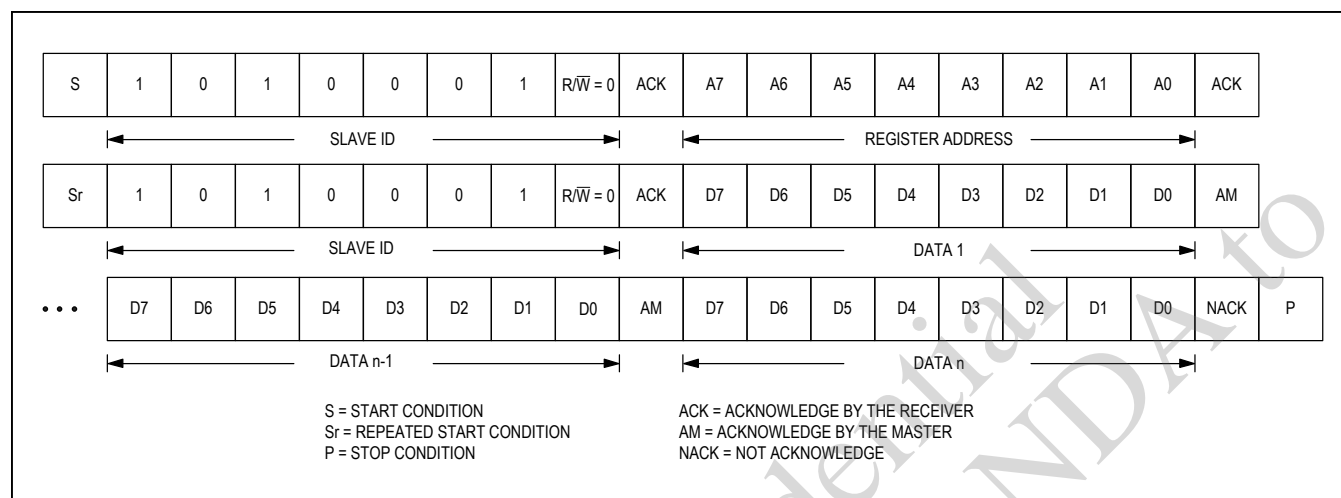 S 1 0 1 0 0 0 1 R/W̅ = 0 ACK A7 A6 A5 A4 A3 A2 A1 A0 ACK
SLAVE ID REGISTER ADDRESS
Sr 1 0 1 0 0 0 1 R/W̅ = 0 ACK D7 D6 D5 D4 D3 D2 D1 D0 AM
SLAVE ID DATA 1
• • • D7 D6 D5 D4 D3 D2 D1 D0 AM D7 D6 D5 D4 D3 D2 D1 D0 NACK P
DATA n-1 DATA n
S = START CONDITION
Sr = REPEATED START CONDITION
P = STOP CONDITION
ACK = ACKNOWLEDGE BY THE RECEIVER
AM = ACKNOWLEDGE BY THE MASTER
NACK = NOT ACKNOWLEDGE
NDA to